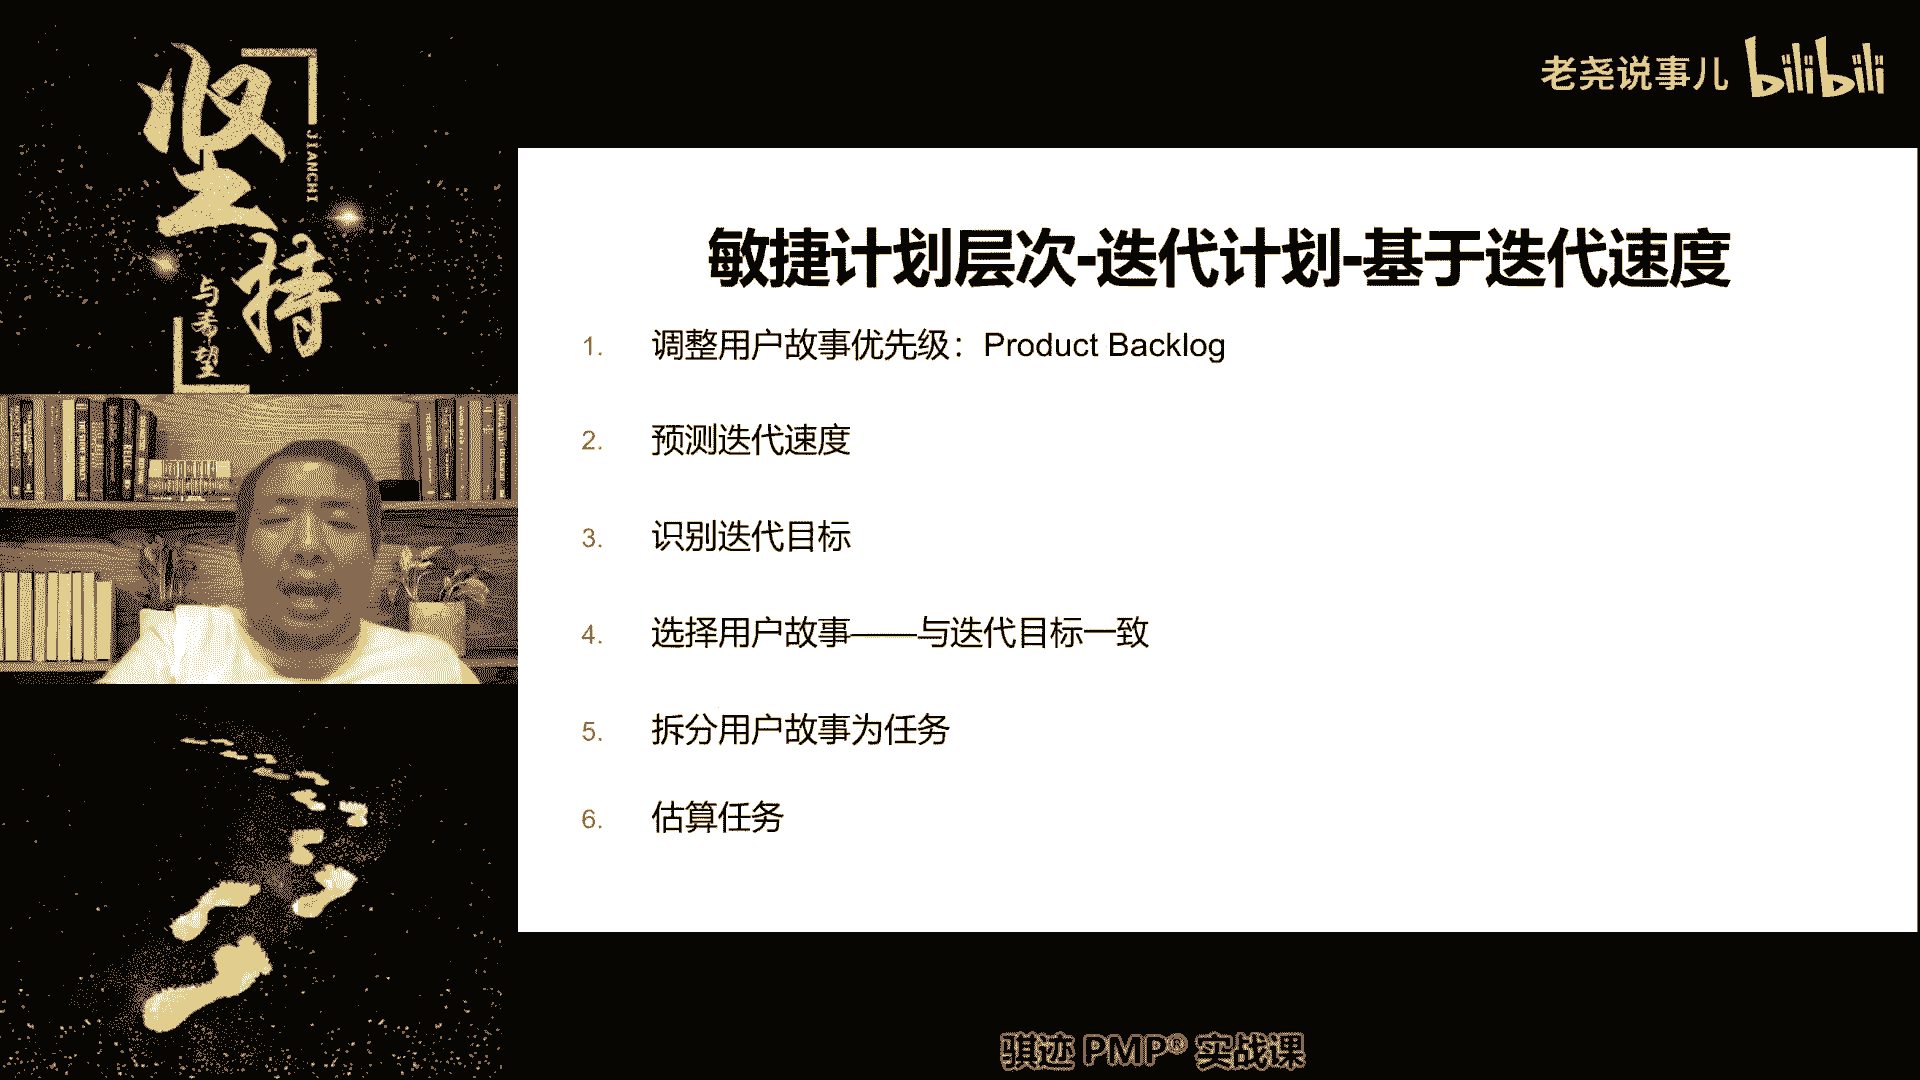 坚持
JIANCHI
与希望
老尧说事儿 bilibili
敏捷计划层次-迭代计划-基于迭代速度
1. 调整用户故事优先级：Product Backlog
2. 预测迭代速度
3. 识别迭代目标
4. 选择用户故事——与迭代目标一致
5. 拆分用户故事为任务
6. 估算任务
骐迹 PMP® 实战课